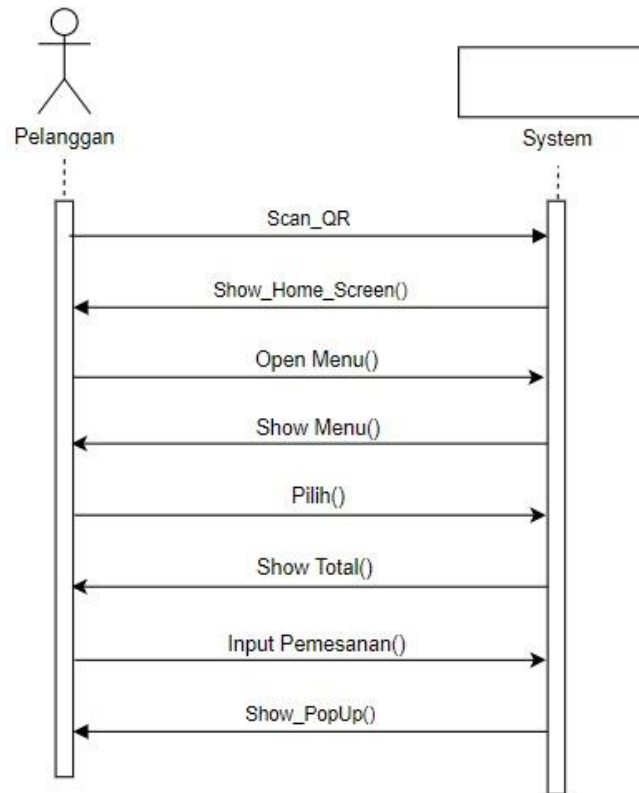 Pelanggan
System
Scan_QR
Show_Home_Screen()
Open Menu()
Show Menu()
Pilih()
Show Total()
Input Pemesanan()
Show_PopUp()